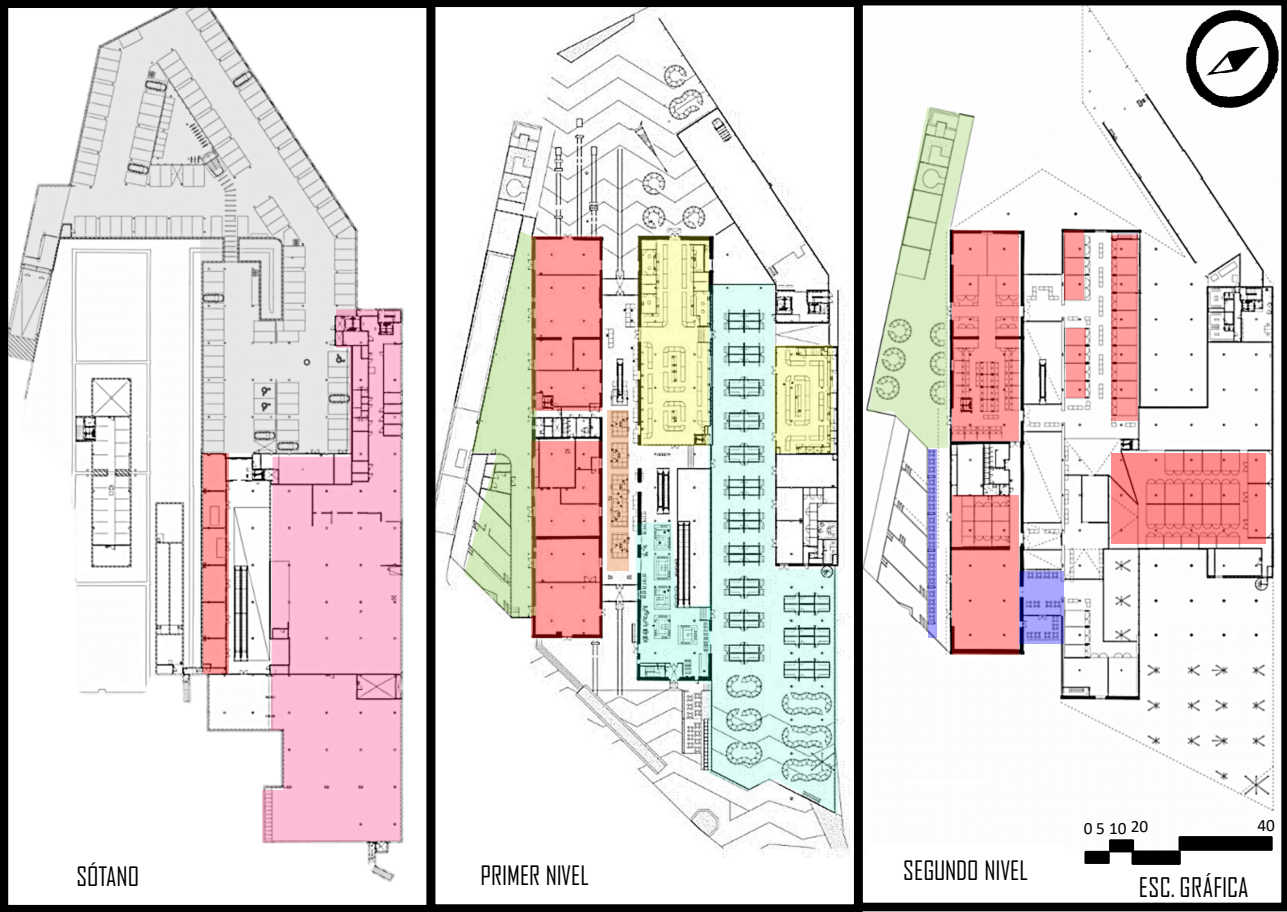 0 5 10 20 40
SÓTANO
PRIMER NIVEL
SEGUNDO NIVEL
ESC. GRÁFICA